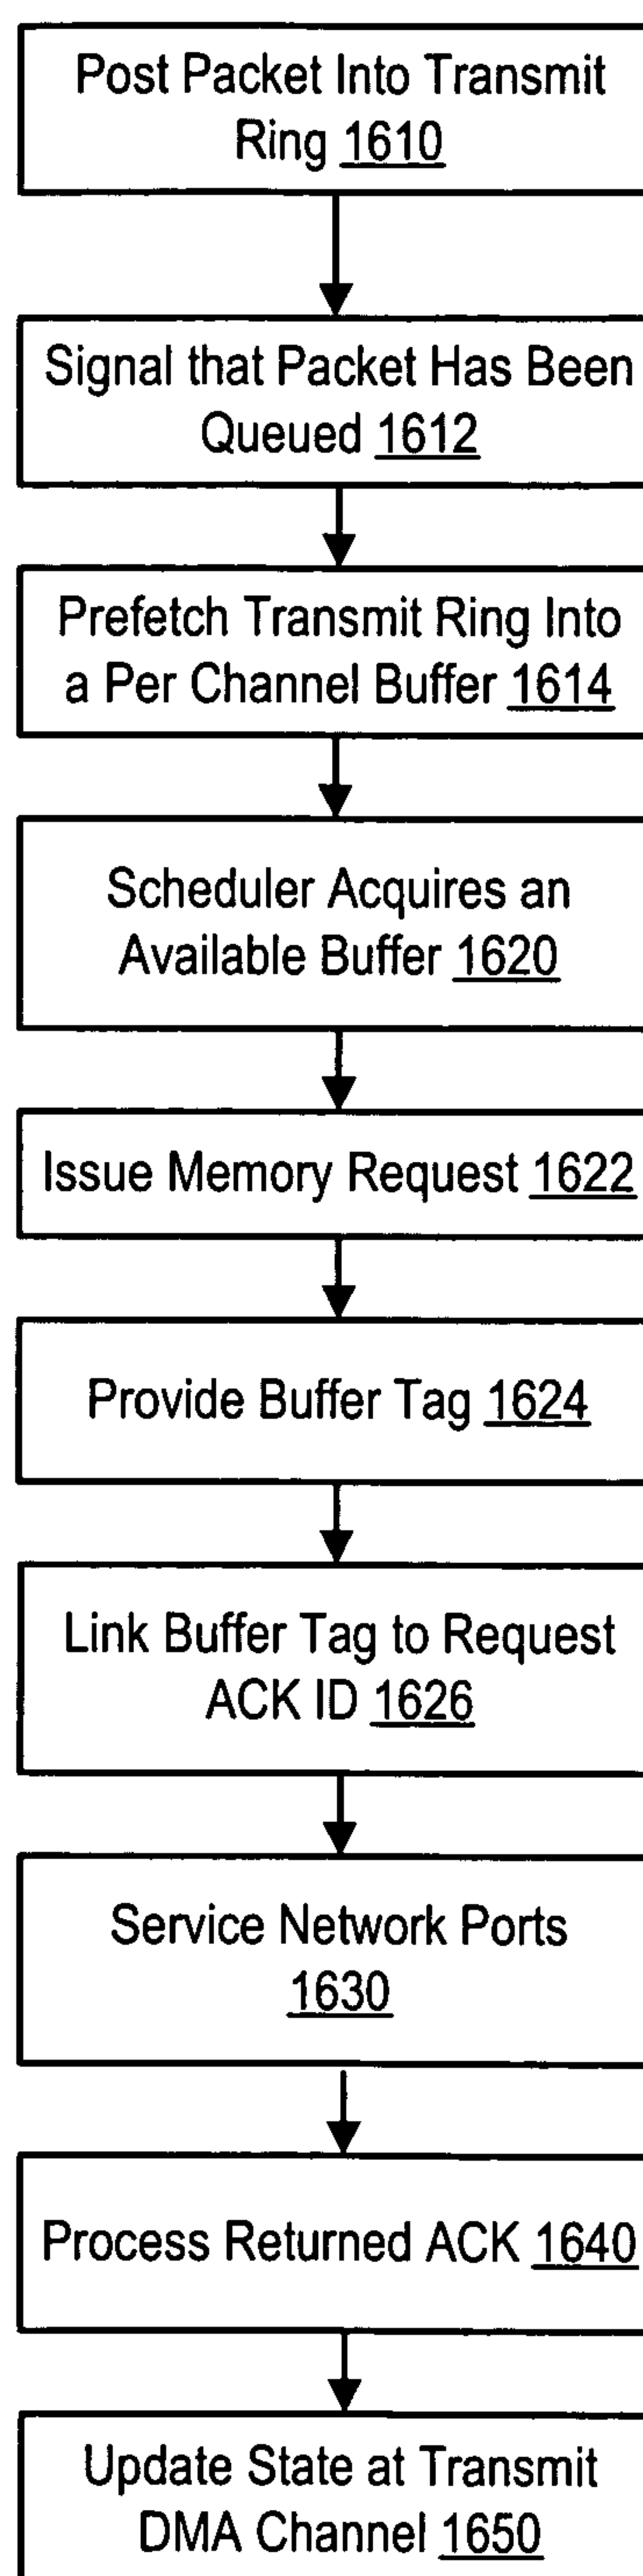 Post Packet Into Transmit
Ring 1610
Signal that Packet Has Been
Queued 1612
Prefetch Transmit Ring Into
a Per Channel Buffer 1614
Scheduler Acquires an
Available Buffer 1620
Issue Memory Request 1622
Provide Buffer Tag 1624
Link Buffer Tag to Request
ACK ID 1626
Service Network Ports
1630
Process Returned ACK 1640
Update State at Transmit
DMA Channel 1650